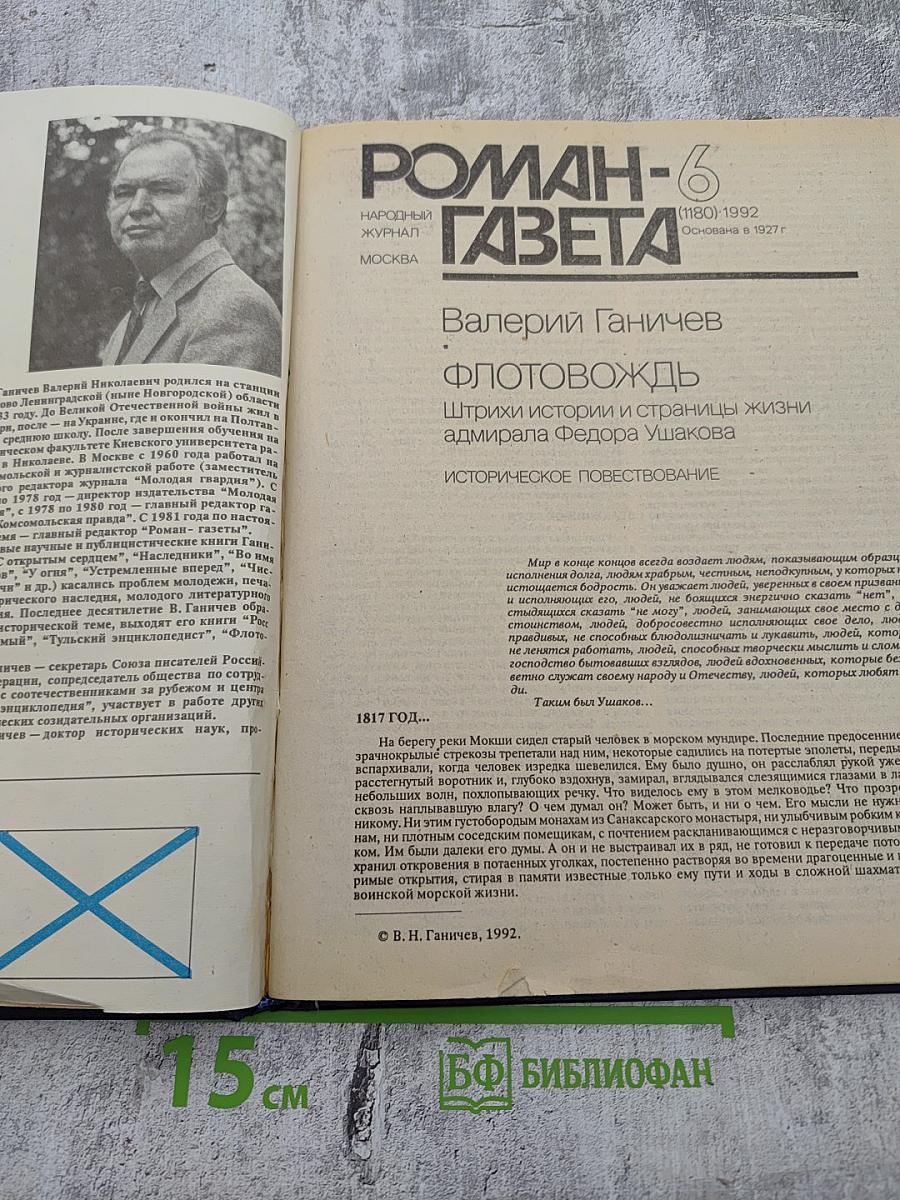 Ганичев Валерий Николаевич родился на станции
Ленинградской (ныне Новгородской) области
году. До Великой Отечественной войны жил в
после — на Украине, где и окончил на Полтав-
среднюю школу. После завершения обучения на
факультете Киевского университета ра-
в Николаеве. В Москве с 1960 года работал на
и журналистской работе (заместитель
редактора журнала "Молодая гвардия"). С
1978 год — директор издательства "Молодая
с 1978 по 1980 год — главный редактор га-
Комсомольская правда". С 1981 года по настоя-
— главный редактор "Роман- газеты".
научные и публицистические книги Гани-
С открытым сердцем", "Наследники", "Во имя
"У огня", "Устремленные вперед", "Чис-
и др.) касались проблем молодежи, печа-
наследия, молодого литературного
Последнее десятилетие В. Ганичев обра-
исторической теме, выходят его книги "Росс
"Тульский энциклопедист", "Флото-
— секретарь Союза писателей Россий-
сопредседатель общества по сотруд-
с соотечественниками за рубежом и центра
энциклопедия", участвует в работе других
созидательных организаций.
— доктор исторических наук, про-
РОМАН-6
ГАЗЕТА
НАРОДНЫЙ
ЖУРНАЛ
МОСКВА
(1180)·1992
Основана в 1927 г
Валерий Ганичев
ФЛОТОВОЖДЬ
Штрихи истории и страницы жизни
адмирала Федора Ушакова
ИСТОРИЧЕСКОЕ ПОВЕСТВОВАНИЕ
Мир в конце концов всегда воздает людям, показывающим образц
исполнения долга, людям храбрым, честным, неподкупным, у которых н
истощается бодрость. Он уважает людей, уверенных в своем призван
и исполняющих его, людей, не боящихся энергично сказать "нет",
стыдящихся сказать "не могу", людей, занимающих свое место с д
стоинством, людей, добросовестно исполняющих свое дело, лю
правдивых, не способных блюдолизничать и лукавить, людей, котор
не ленятся работать, людей, способных творчески мыслить и слом
господство бытовавших взглядов, людей вдохновенных, которые без
ветно служат своему народу и Отечеству, людей, которых любят
ди.
Таким был Ушаков...
1817 ГОД...
На берегу реки Мокши сидел старый человек в морском мундире. Последние предосенние
зрачнокрылые стрекозы трепетали над ним, некоторые садились на потертые эполеты, переды
вспархивали, когда человек изредка шевелился. Ему было душно, он расслаблял рукой уже
расстегнутый воротник и, глубоко вздохнув, замирал, вглядывался слезящимися глазами в ла
небольших волн, похлопывающих речку. Что виделось ему в этом мелководье? Что прозре
сквозь наплывавшую влагу? О чем думал он? Может быть, и ни о чем. Его мысли не нужн
никому. Ни этим густобородым монахам из Санаксарского монастыря, ни улыбчивым робким к
нам, ни плотным соседским помещикам, с почтением раскланивающимся с неразговорчивым
ком. Им были далеки его думы. А он и не выстраивал их в ряд, не готовил к передаче пото
хранил откровения в потаенных уголках, постепенно растворяя во времени драгоценные и
римые открытия, стирая в памяти известные только ему пути и ходы в сложной шахмат
воинской морской жизни.
© В. Н. Ганичев, 1992.
15 см
БФ БИБЛИОФАН